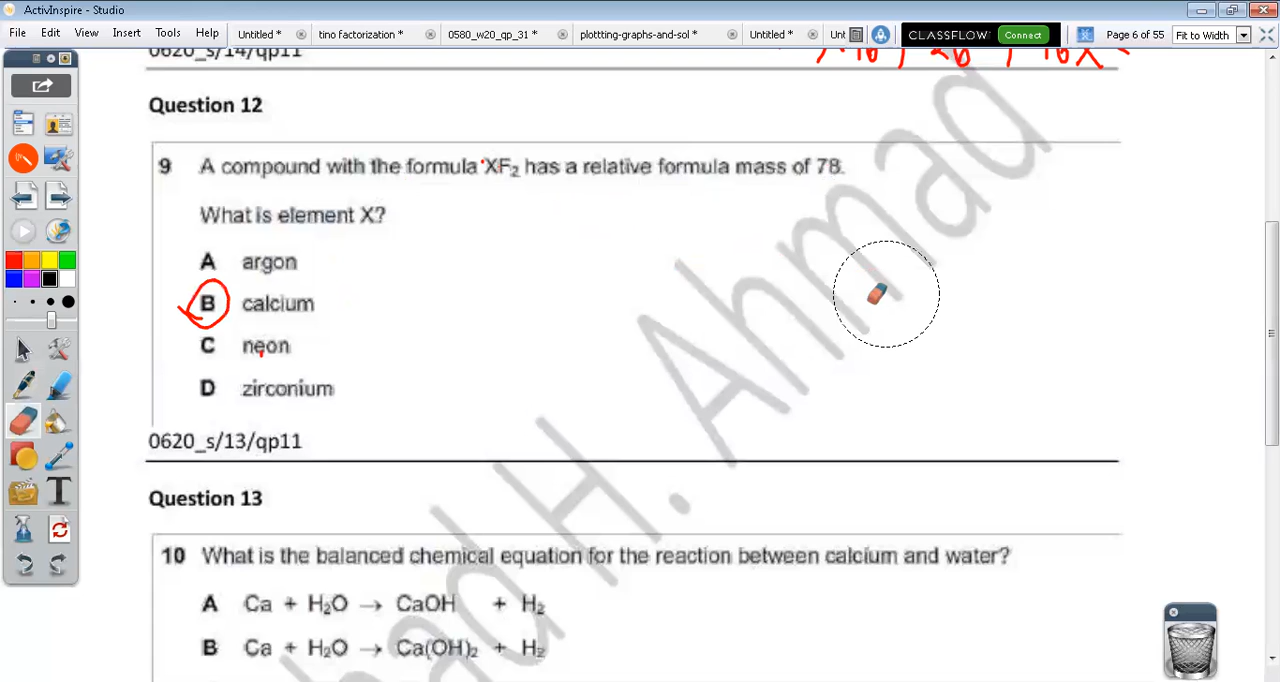 ActivInspire - Studio
File Edit View Insert Tools Help Untitled * tino factorization * 0580_w20_qp_31 * plottting-graphs-and-sol * Untitled * Unt CLASSFLOW Connect Page 6 of 55 Fit to Width
0620_s/14/qp11
Question 12
9 A compound with the formula XF₂ has a relative formula mass of 78.
What is element X?
A argon
B calcium
C neon
D zirconium
0620_s/13/qp11
Question 13
10 What is the balanced chemical equation for the reaction between calcium and water?
A Ca + H₂O → CaOH + H₂
B Ca + H₂O → Ca(OH)₂ + H₂
H. Ahmad